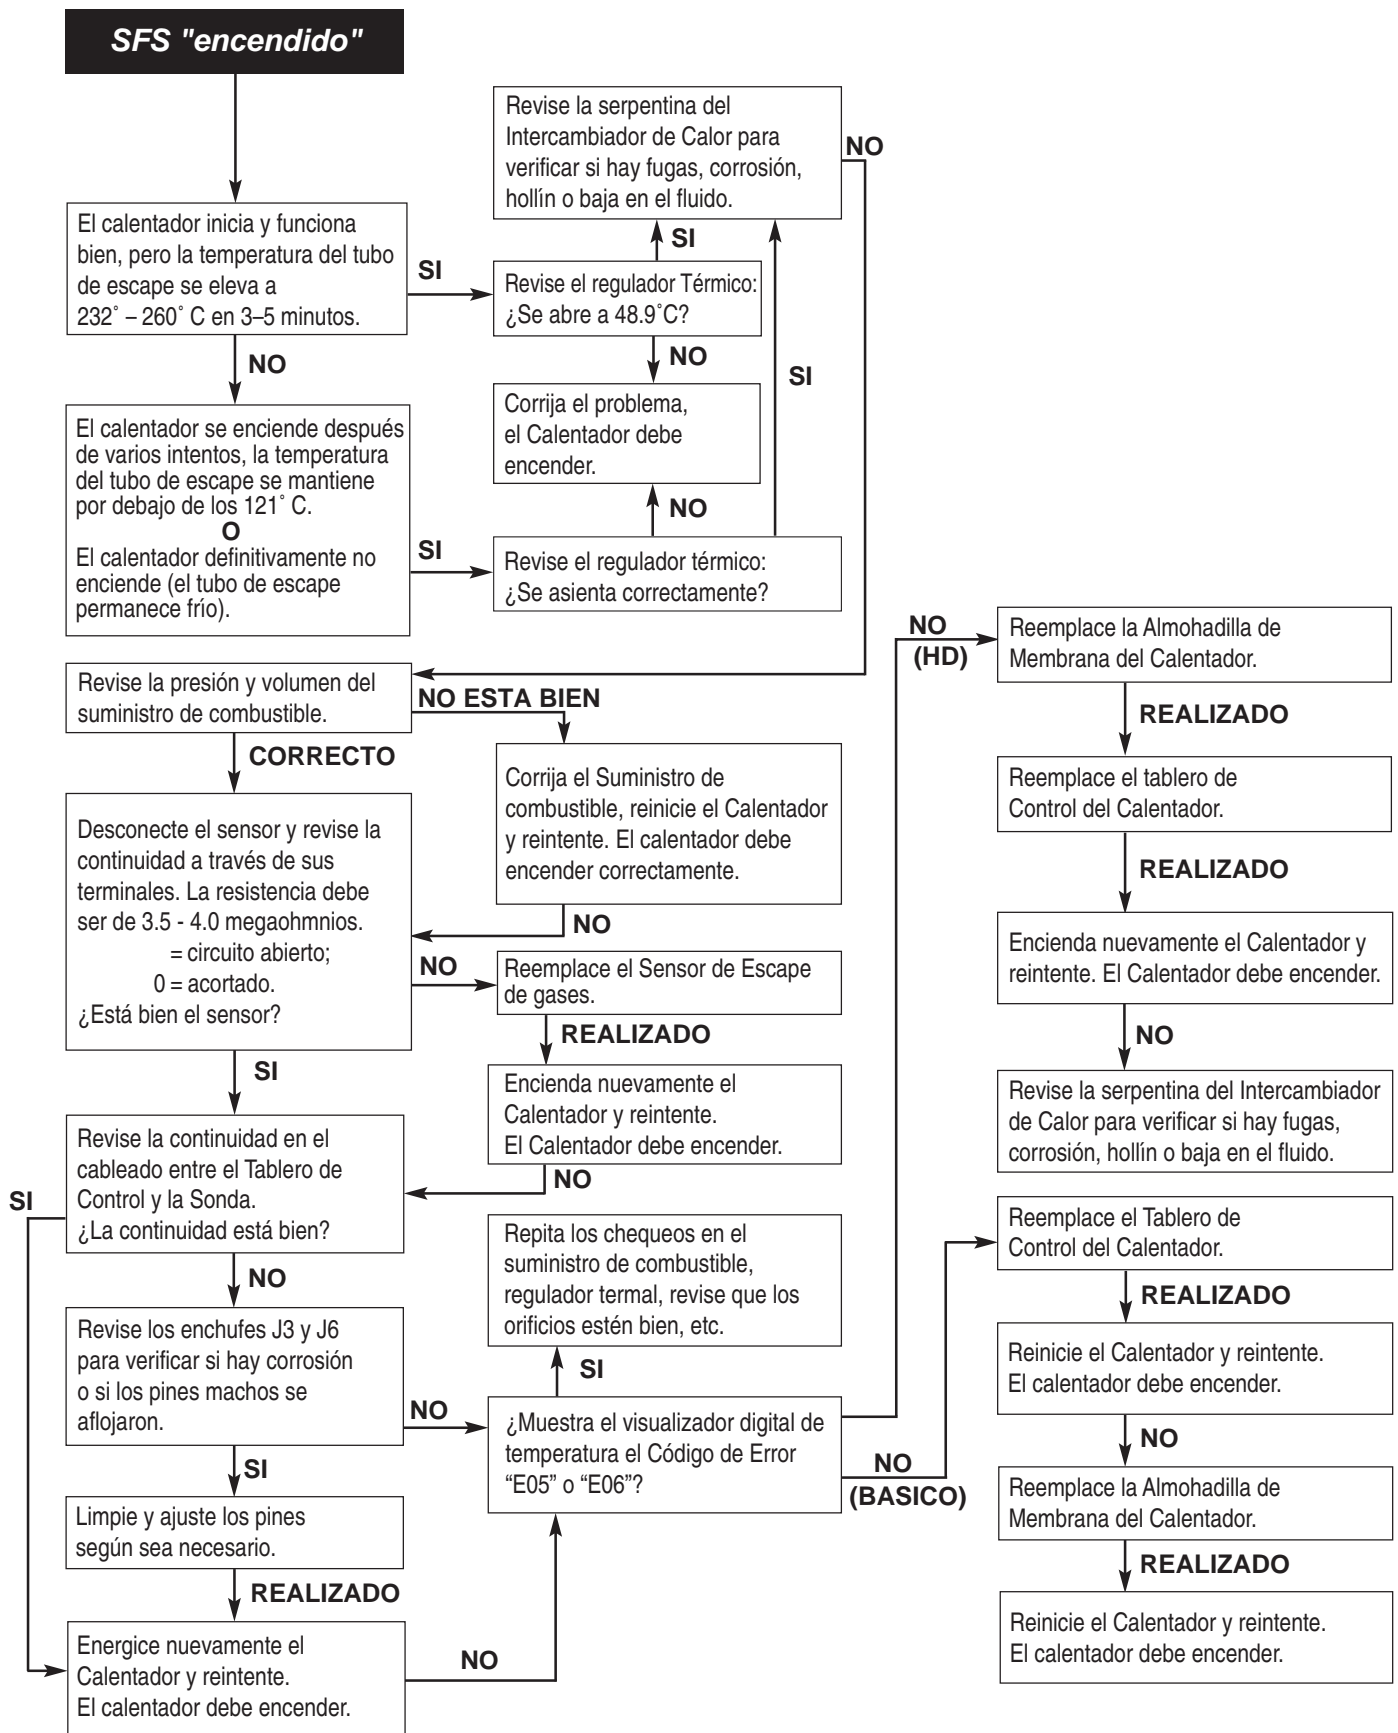 SFS "encendido"
Revise la serpentina del
Intercambiador de Calor para
verificar si hay fugas, corrosión,
hollín o baja en el fluido.
NO
El calentador inicia y funciona
bien, pero la temperatura del tubo
de escape se eleva a
232˚ – 260˚ C en 3–5 minutos.
SI
SI
Revise el regulador Térmico:
¿Se abre a 48.9˚C?
NO
NO
SI
Corrija el problema,
el Calentador debe
encender.
El calentador se enciende después
de varios intentos, la temperatura
del tubo de escape se mantiene
por debajo de los 121˚ C.
O
El calentador definitivamente no
enciende (el tubo de escape
permanece frío).
NO
SI
Revise el regulador térmico:
¿Se asienta correctamente?
Revise la presión y volumen del
suministro de combustible.
NO ESTA BIEN
CORRECTO
Corrija el Suministro de
combustible, reinicie el Calentador
y reintente. El calentador debe
encender correctamente.
NO
Desconecte el sensor y revise la
continuidad a través de sus
terminales. La resistencia debe
ser de 3.5 - 4.0 megaohmnios.
= circuito abierto;
0 = acortado.
¿Está bien el sensor?
NO
Reemplace el Sensor de Escape
de gases.
REALIZADO
SI
Encienda nuevamente el
Calentador y reintente.
El Calentador debe encender.
NO
Revise la continuidad en el
cableado entre el Tablero de
Control y la Sonda.
¿La continuidad está bien?
SI
NO
Repita los chequeos en el
suministro de combustible,
regulador termal, revise que los
orificios estén bien, etc.
SI
Revise los enchufes J3 y J6
para verificar si hay corrosión
o si los pines machos se
aflojaron.
NO
¿Muestra el visualizador digital de
temperatura el Código de Error
“E05” o “E06”?
SI
Limpie y ajuste los pines
según sea necesario.
REALIZADO
Energice nuevamente el
Calentador y reintente.
El calentador debe encender.
NO
NO
(HD)
Reemplace la Almohadilla de
Membrana del Calentador.
REALIZADO
Reemplace el tablero de
Control del Calentador.
REALIZADO
Encienda nuevamente el Calentador y
reintente. El Calentador debe encender.
NO
Revise la serpentina del Intercambiador
de Calor para verificar si hay fugas,
corrosión, hollín o baja en el fluido.
NO
(BASICO)
Reemplace el Tablero de
Control del Calentador.
REALIZADO
Reinicie el Calentador y reintente.
El calentador debe encender.
NO
Reemplace la Almohadilla de
Membrana del Calentador.
REALIZADO
Reinicie el Calentador y reintente.
El calentador debe encender.